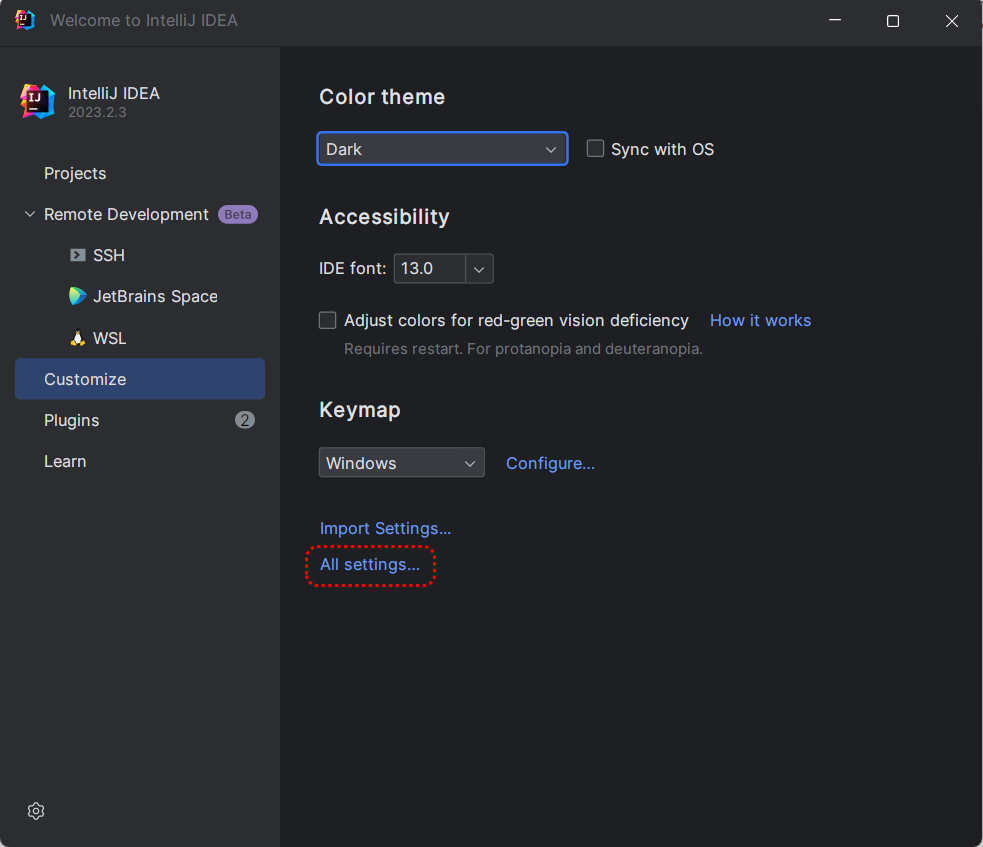 Welcome to IntelliJ IDEA
IntelliJ IDEA
2023.2.3
Projects
Remote Development Beta
SSH
JetBrains Space
WSL
Customize
Plugins 2
Learn
Color theme
Dark Sync with OS
Accessibility
IDE font: 13.0
Adjust colors for red-green vision deficiency How it works
Requires restart. For protanopia and deuteranopia.
Keymap
Windows Configure...
Import Settings...
All settings...